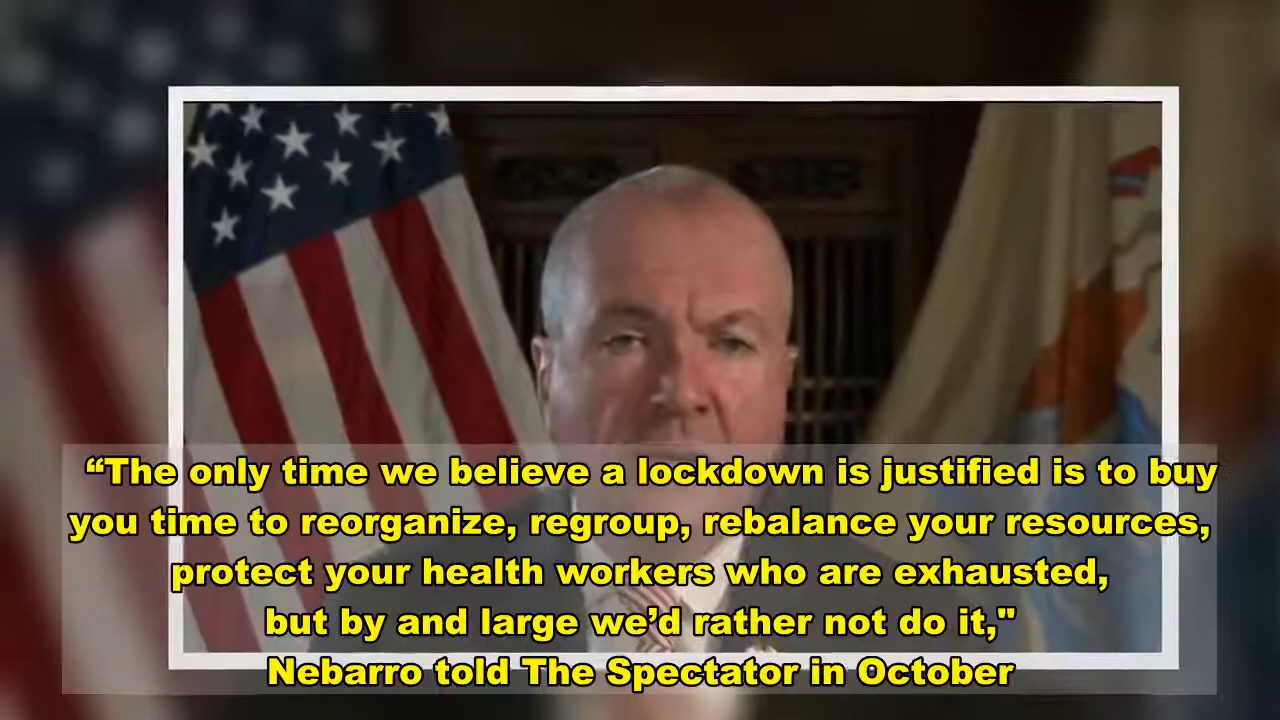 “The only time we believe a lockdown is justified is to buy
you time to reorganize, regroup, rebalance your resources,
protect your health workers who are exhausted,
but by and large we’d rather not do it,"
Nebarro told The Spectator in October